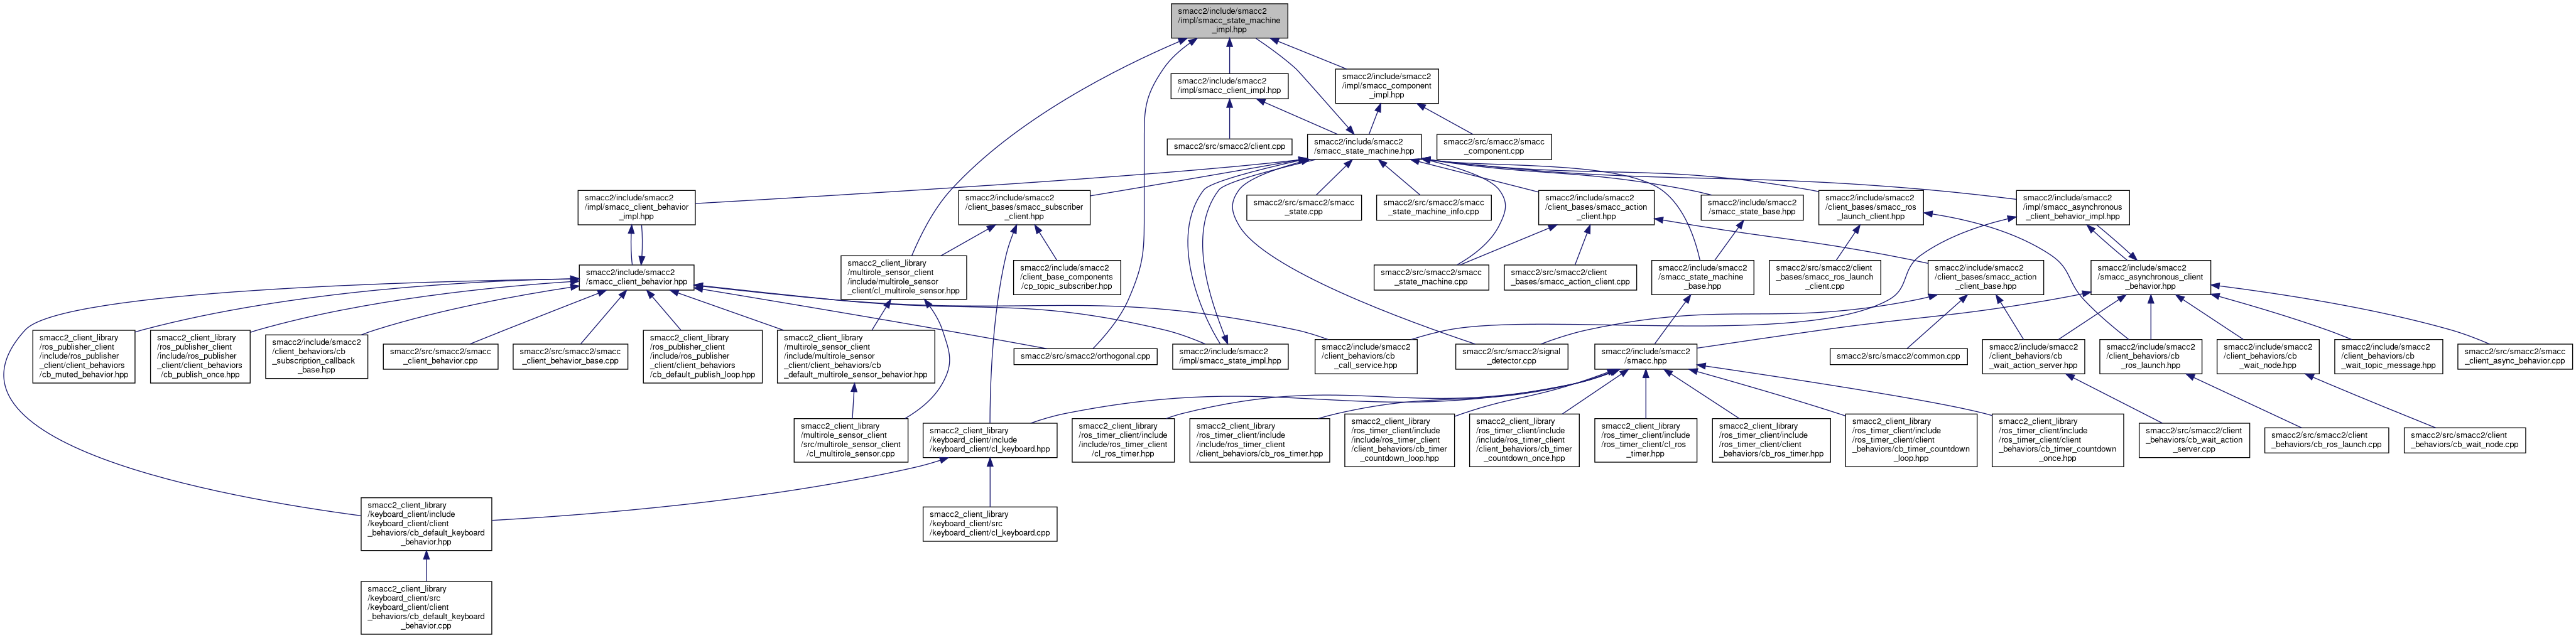 smacc2/include/smacc2
/impl/smacc_state_machine
_impl.hpp
smacc2/include/smacc2
/impl/smacc_client_impl.hpp
smacc2/include/smacc2
/impl/smacc_component
_impl.hpp
smacc2/src/smacc2/client.cpp
smacc2/include/smacc2
/smacc_state_machine.hpp
smacc2/src/smacc2/smacc
_component.cpp
smacc2/include/smacc2
/impl/smacc_client_behavior
_impl.hpp
smacc2/include/smacc2
/client_bases/smacc_subscriber
_client.hpp
smacc2/src/smacc2/smacc
_state.cpp
smacc2/src/smacc2/smacc
_state_machine_info.cpp
smacc2/include/smacc2
/client_bases/smacc_action
_client.hpp
smacc2/include/smacc2
/smacc_state_base.hpp
smacc2/include/smacc2
/client_bases/smacc_ros
_launch_client.hpp
smacc2/include/smacc2
/impl/smacc_asynchronous
_client_behavior_impl.hpp
smacc2/include/smacc2
/smacc_client_behavior.hpp
smacc2_client_library
/multirole_sensor_client
/include/multirole_sensor
_client/cl_multirole_sensor.hpp
smacc2/include/smacc2
/client_base_components
/cp_topic_subscriber.hpp
smacc2/src/smacc2/smacc
_state_machine.cpp
smacc2/src/smacc2/client
_bases/smacc_action_client.cpp
smacc2/include/smacc2
/smacc_state_machine
_base.hpp
smacc2/src/smacc2/client
_bases/smacc_ros_launch
_client.cpp
smacc2/include/smacc2
/client_bases/smacc_action
_client_base.hpp
smacc2/include/smacc2
/smacc_asynchronous_client
_behavior.hpp
smacc2_client_library
/ros_publisher_client
/include/ros_publisher
_client/client_behaviors
/cb_muted_behavior.hpp
smacc2_client_library
/ros_publisher_client
/include/ros_publisher
_client/client_behaviors
/cb_publish_once.hpp
smacc2/include/smacc2
/client_behaviors/cb
_subscription_callback
_base.hpp
smacc2/src/smacc2/smacc
_client_behavior.cpp
smacc2/src/smacc2/smacc
_client_behavior_base.cpp
smacc2_client_library
/ros_publisher_client
/include/ros_publisher
_client/client_behaviors
/cb_default_publish_loop.hpp
smacc2_client_library
/multirole_sensor_client
/include/multirole_sensor
_client/client_behaviors/cb
_default_multirole_sensor_behavior.hpp
smacc2/src/smacc2/orthogonal.cpp
smacc2/include/smacc2
/impl/smacc_state_impl.hpp
smacc2/include/smacc2
/client_behaviors/cb
_call_service.hpp
smacc2/src/smacc2/signal
_detector.cpp
smacc2/include/smacc2
/smacc.hpp
smacc2/src/smacc2/common.cpp
smacc2/include/smacc2
/client_behaviors/cb
_wait_action_server.hpp
smacc2/include/smacc2
/client_behaviors/cb
_ros_launch.hpp
smacc2/include/smacc2
/client_behaviors/cb
_wait_node.hpp
smacc2/include/smacc2
/client_behaviors/cb
_wait_topic_message.hpp
smacc2/src/smacc2/smacc
_client_async_behavior.cpp
smacc2_client_library
/multirole_sensor_client
/src/multirole_sensor_client
/cl_multirole_sensor.cpp
smacc2_client_library
/keyboard_client/include
/keyboard_client/cl_keyboard.hpp
smacc2_client_library
/ros_timer_client/include
/include/ros_timer_client
/cl_ros_timer.hpp
smacc2_client_library
/ros_timer_client/include
/include/ros_timer_client
/client_behaviors/cb_ros_timer.hpp
smacc2_client_library
/ros_timer_client/include
/include/ros_timer_client
/client_behaviors/cb_timer
_countdown_loop.hpp
smacc2_client_library
/ros_timer_client/include
/include/ros_timer_client
/client_behaviors/cb_timer
_countdown_once.hpp
smacc2_client_library
/ros_timer_client/include
/ros_timer_client/cl_ros
_timer.hpp
smacc2_client_library
/ros_timer_client/include
/ros_timer_client/client
_behaviors/cb_ros_timer.hpp
smacc2_client_library
/ros_timer_client/include
/ros_timer_client/client
_behaviors/cb_timer_countdown
_loop.hpp
smacc2_client_library
/ros_timer_client/include
/ros_timer_client/client
_behaviors/cb_timer_countdown
_once.hpp
smacc2/src/smacc2/client
_behaviors/cb_wait_action
_server.cpp
smacc2/src/smacc2/client
_behaviors/cb_ros_launch.cpp
smacc2/src/smacc2/client
_behaviors/cb_wait_node.cpp
smacc2_client_library
/keyboard_client/include
/keyboard_client/client
_behaviors/cb_default_keyboard
_behavior.hpp
smacc2_client_library
/keyboard_client/src
/keyboard_client/cl_keyboard.cpp
smacc2_client_library
/keyboard_client/src
/keyboard_client/client
_behaviors/cb_default_keyboard
_behavior.cpp